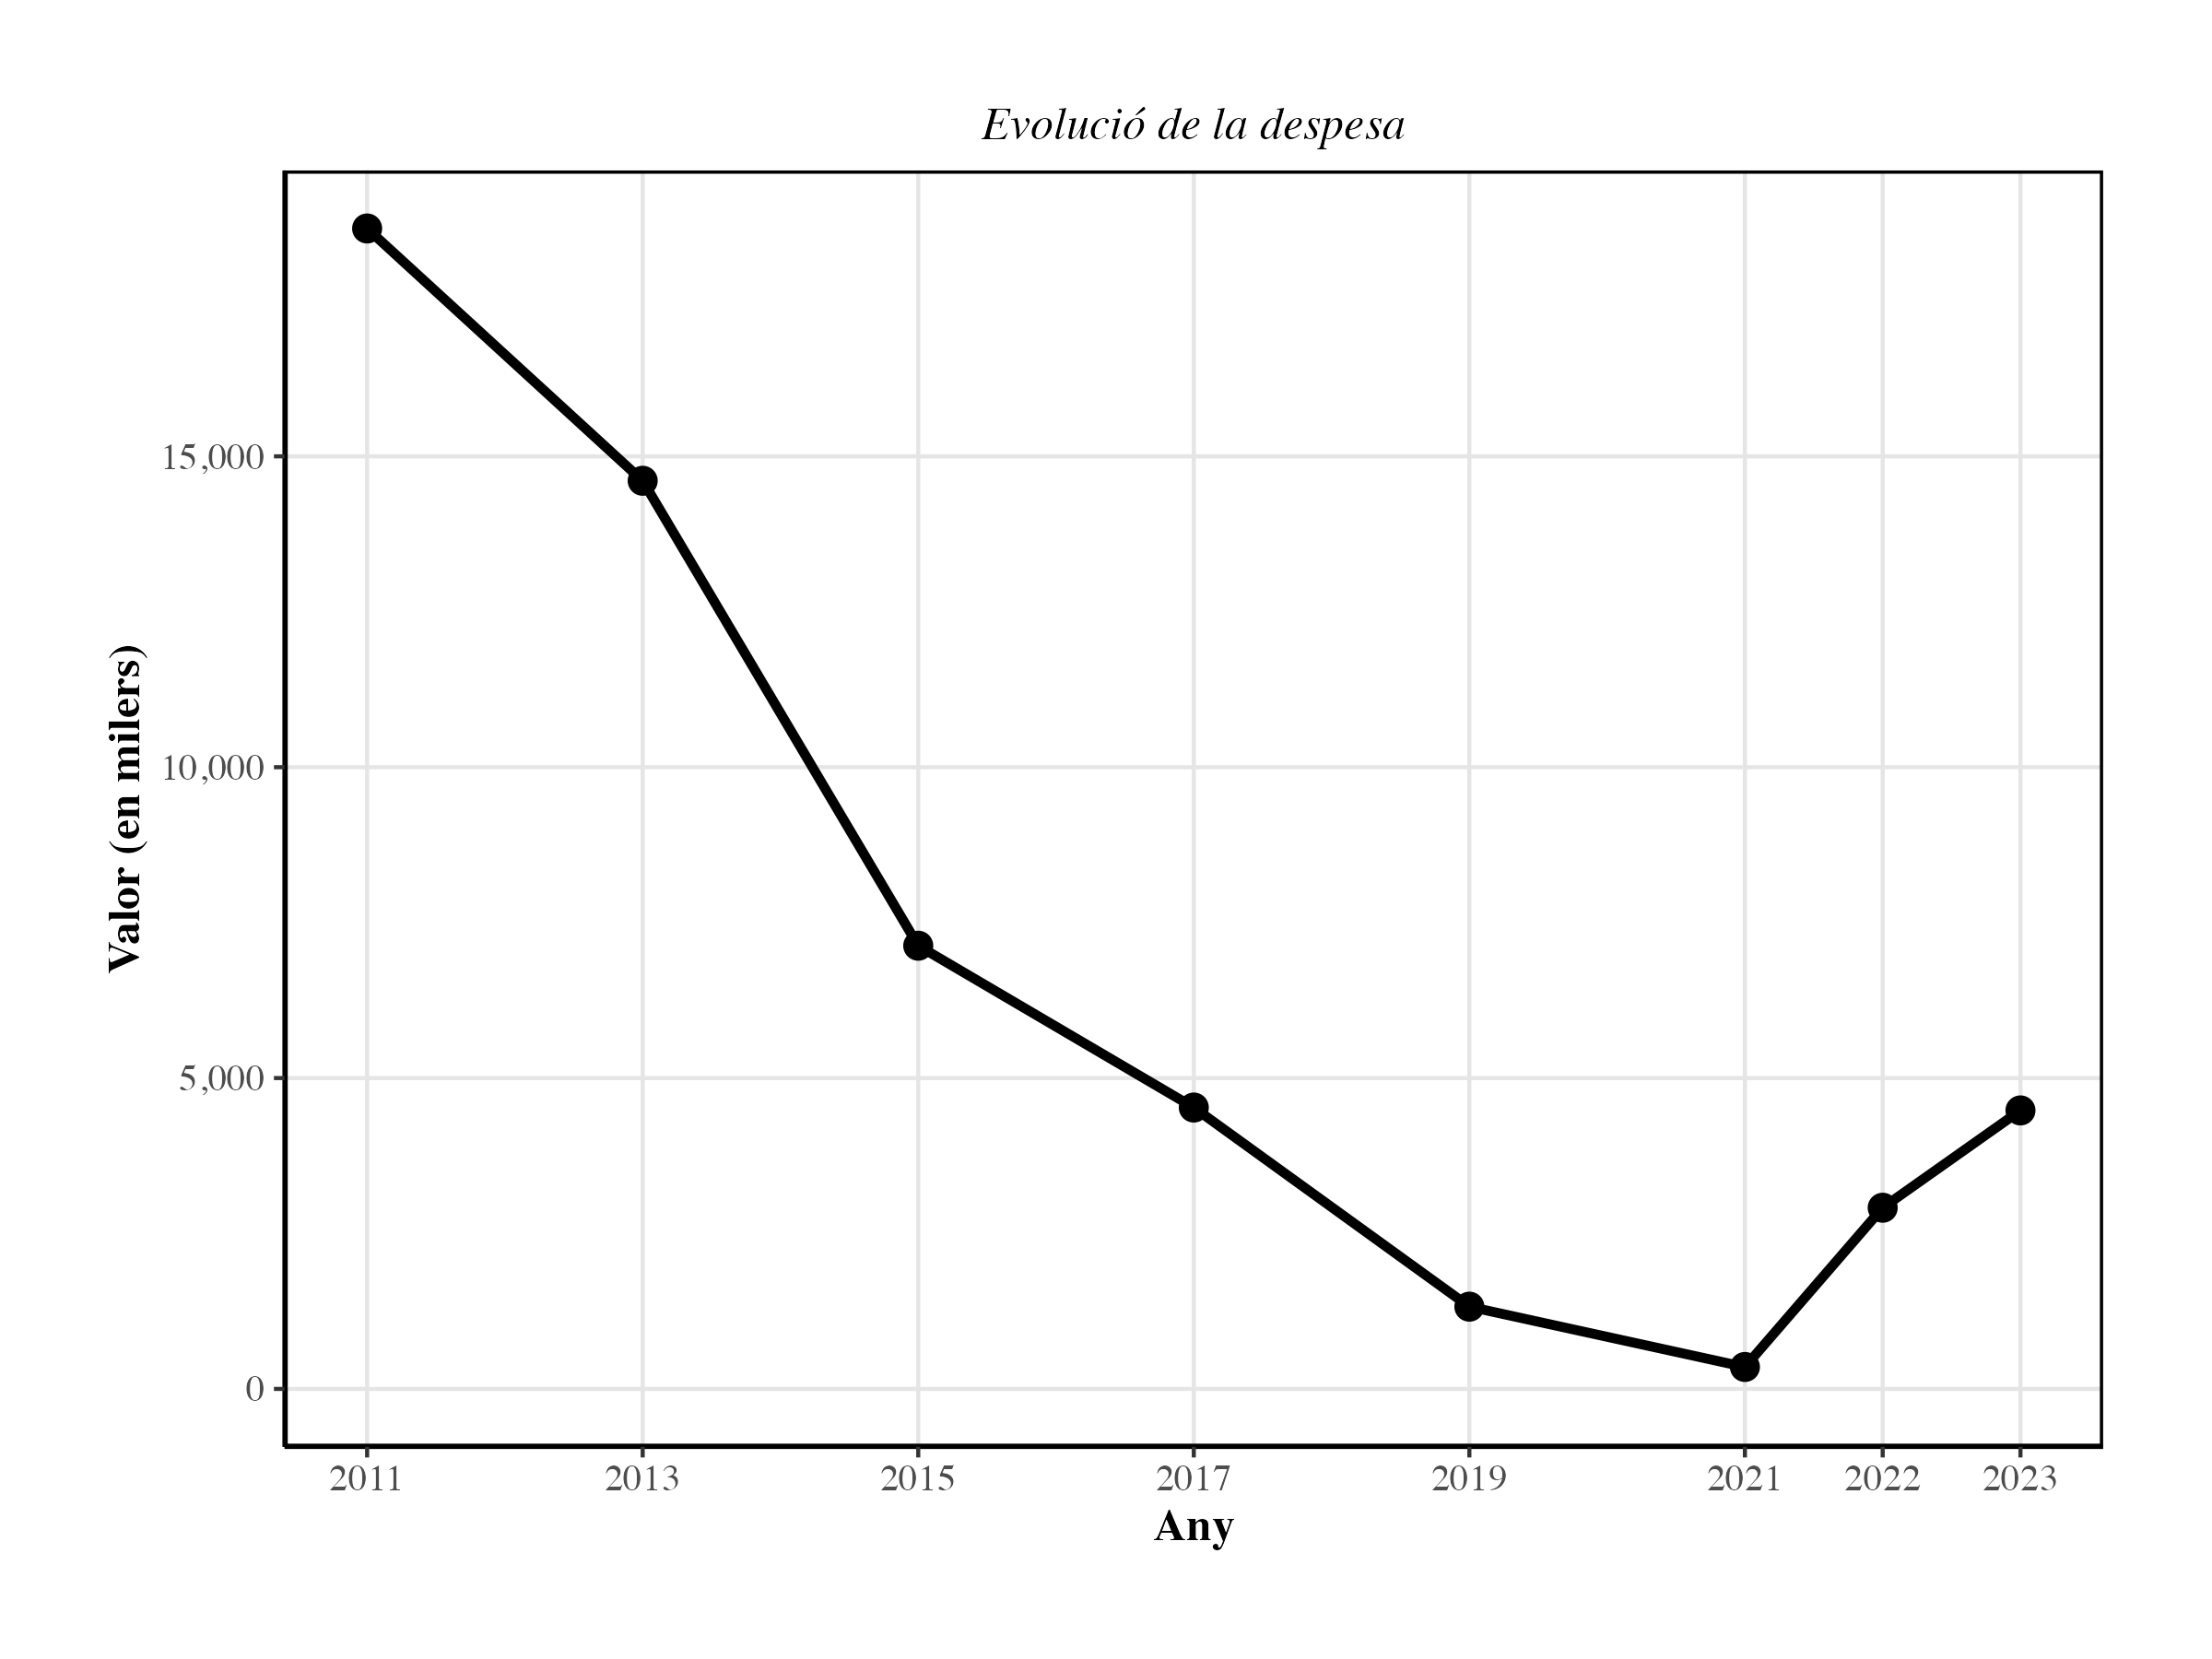 Evolució de la despesa
Valor (en milers)
15,000
10,000
5,000
0
2011 2013 2015 2017 2019 2021 2022 2023
Any